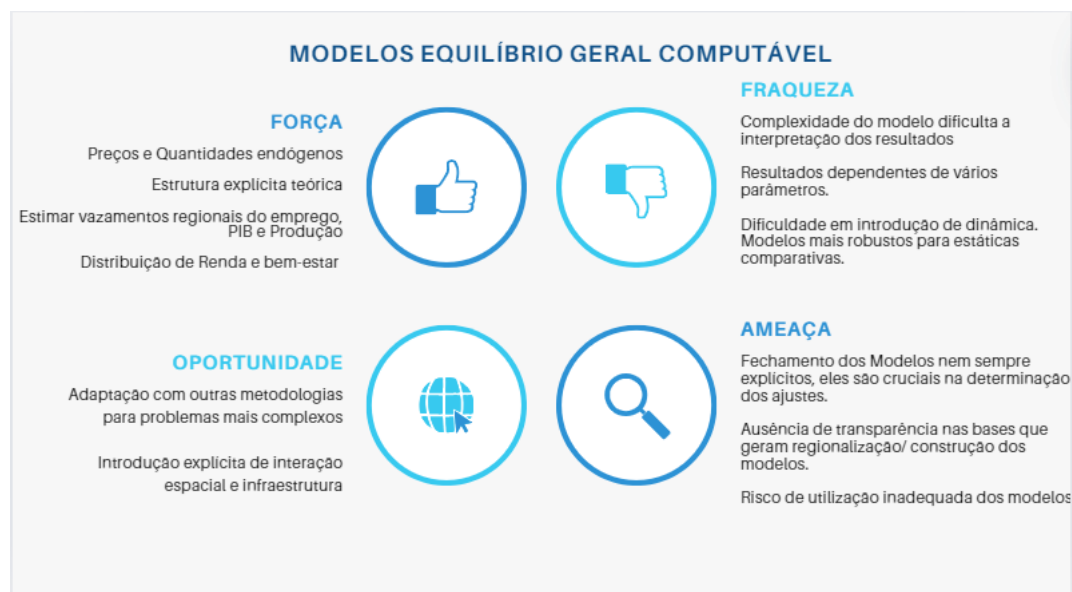 MODELOS EQUILÍBRIO GERAL COMPUTÁVEL
FORÇA
Preços e Quantidades endógenos
Estrutura explícita teórica
Estimar vazamentos regionais do emprego,
PIB e Produção
Distribuição de Renda e bem-estar
FRAQUEZA
Complexidade do modelo dificulta a
interpretação dos resultados
Resultados dependentes de vários
parâmetros.
Dificuldade em introdução de dinâmica.
Modelos mais robustos para estáticas
comparativas.
OPORTUNIDADE
Adaptação com outras metodologias
para problemas mais complexos
Introdução explícita de interação
espacial e infraestrutura
AMEAÇA
Fechamento dos Modelos nem sempre
explícitos, eles são cruciais na determinação
dos ajustes.
Ausência de transparência nas bases que
geram regionalização/ construção dos
modelos.
Risco de utilização inadequada dos modelos